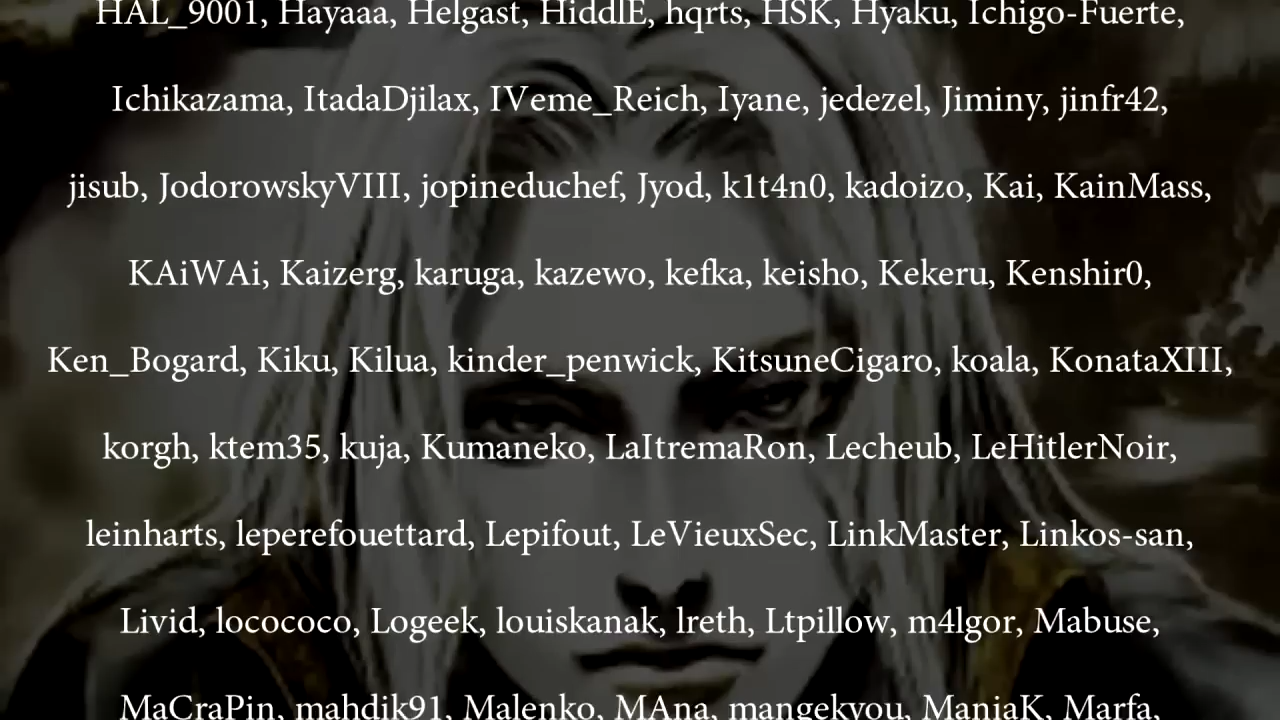 HAL_9001, Hayaaa, Helgast, HiddlE, hqrts, HSK, Hyaku, Ichigo-Fuerte,
Ichikazama, ItadaDjilax, IVeme_Reich, Iyane, jedezel, Jiminy, jinfr42,
jisub, JodorowskyVIII, jopineduchef, Jyod, k1t4n0, kadoizo, Kai, KainMass,
KAiWAi, Kaizerg, karuga, kazewo, kefka, keisho, Kekeru, Kenshir0,
Ken_Bogard, Kiku, Kilua, kinder_penwick, KitsuneCigaro, koala, KonataXIII,
korgh, ktem35, kuja, Kumaneko, LaItremaRon, Lecheub, LeHitlerNoir,
leinharts, leperefouettard, Lepifout, LeVieuxSec, LinkMaster, Linkos-san,
Livid, locococo, Logeek, louiskanak, lreth, Ltpillow, m4lgor, Mabuse,
MaCraPin, mahdik91, Malenko, MAna, mangekyou, ManiaK, Marfa,